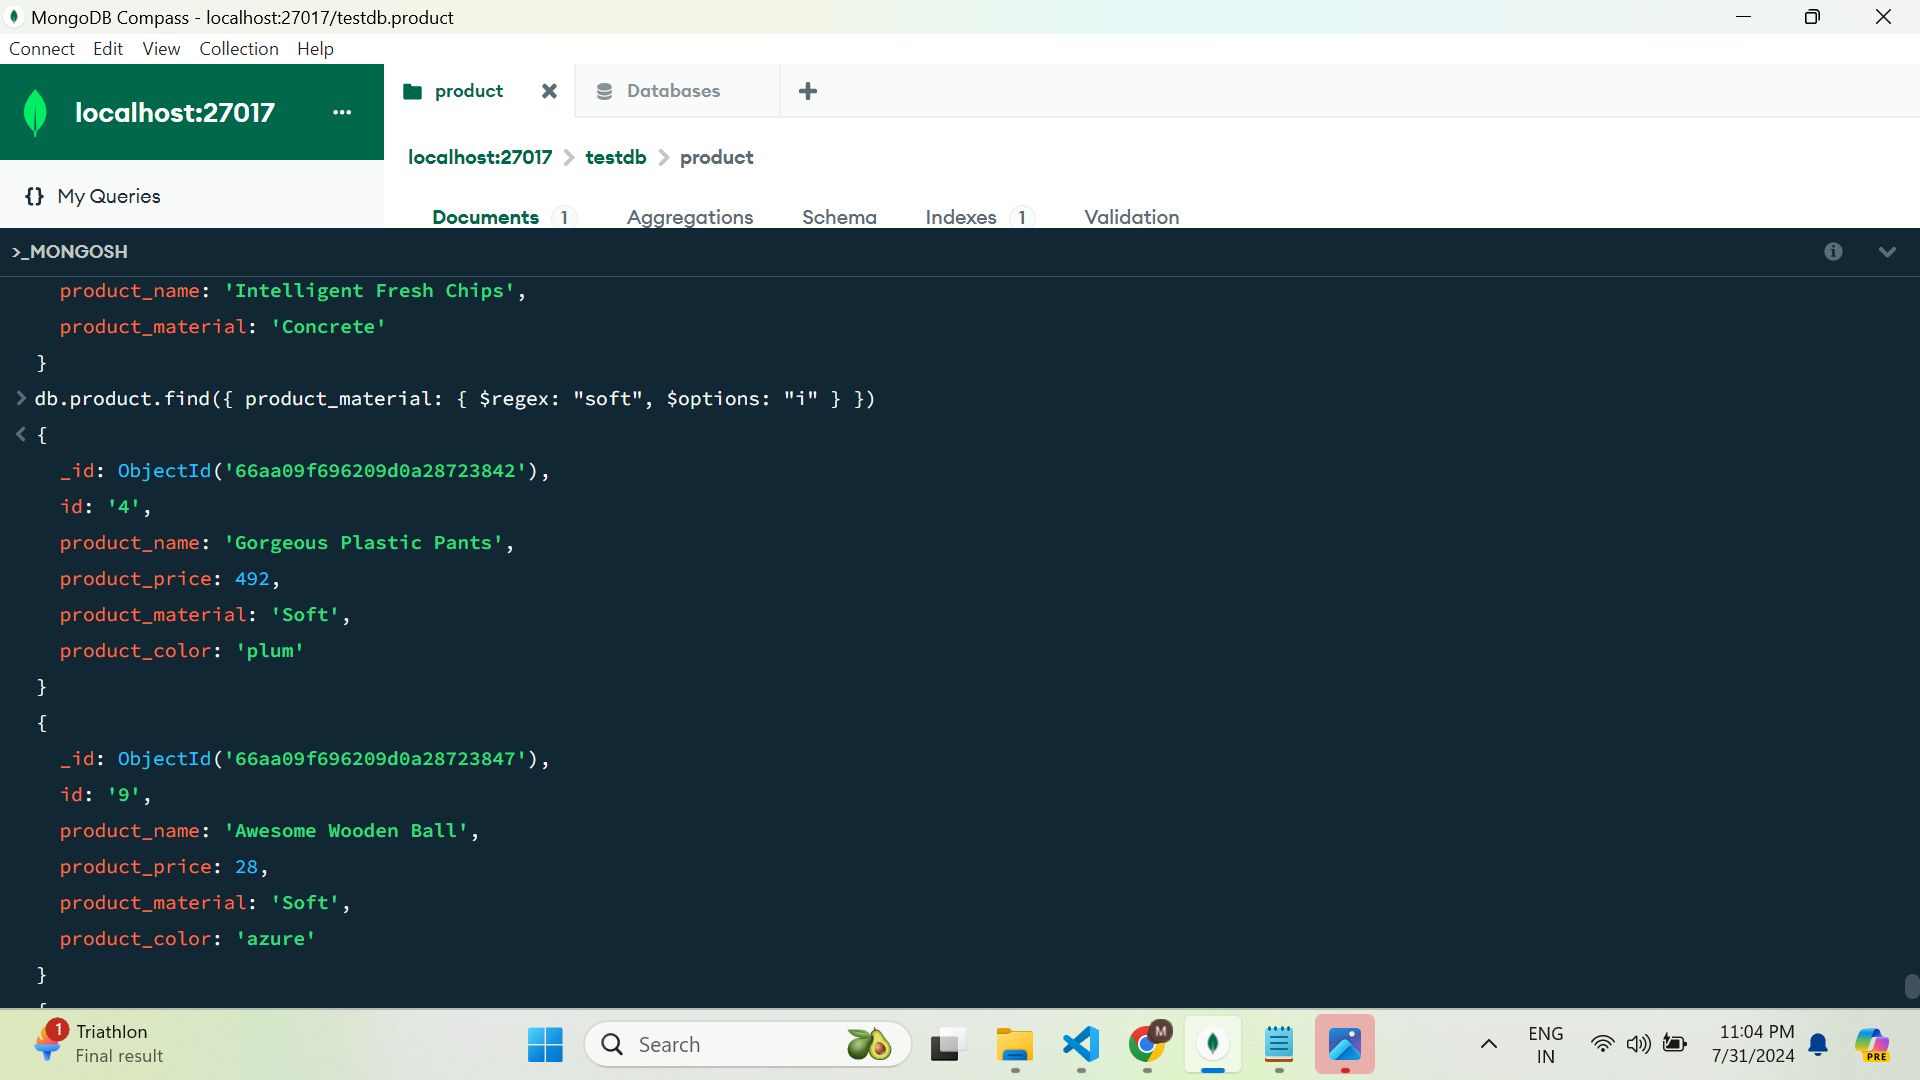 MongoDB Compass - localhost:27017/testdb.product
Connect Edit View Collection Help
localhost:27017 ...
product Databases
localhost:27017 > testdb > product
{} My Queries
Documents 1 Aggregations Schema Indexes 1 Validation
>_MONGOSH
product_name: 'Intelligent Fresh Chips',
product_material: 'Concrete'
}
> db.product.find({ product_material: { $regex: "soft", $options: "i" } })
< {
_id: ObjectId('66aa09f696209d0a28723842'),
id: '4',
product_name: 'Gorgeous Plastic Pants',
product_price: 492,
product_material: 'Soft',
product_color: 'plum'
}
{
_id: ObjectId('66aa09f696209d0a28723847'),
id: '9',
product_name: 'Awesome Wooden Ball',
product_price: 28,
product_material: 'Soft',
product_color: 'azure'
}
1 Triathlon
Final result
Search
M
ENG
IN
11:04 PM
7/31/2024
PRE